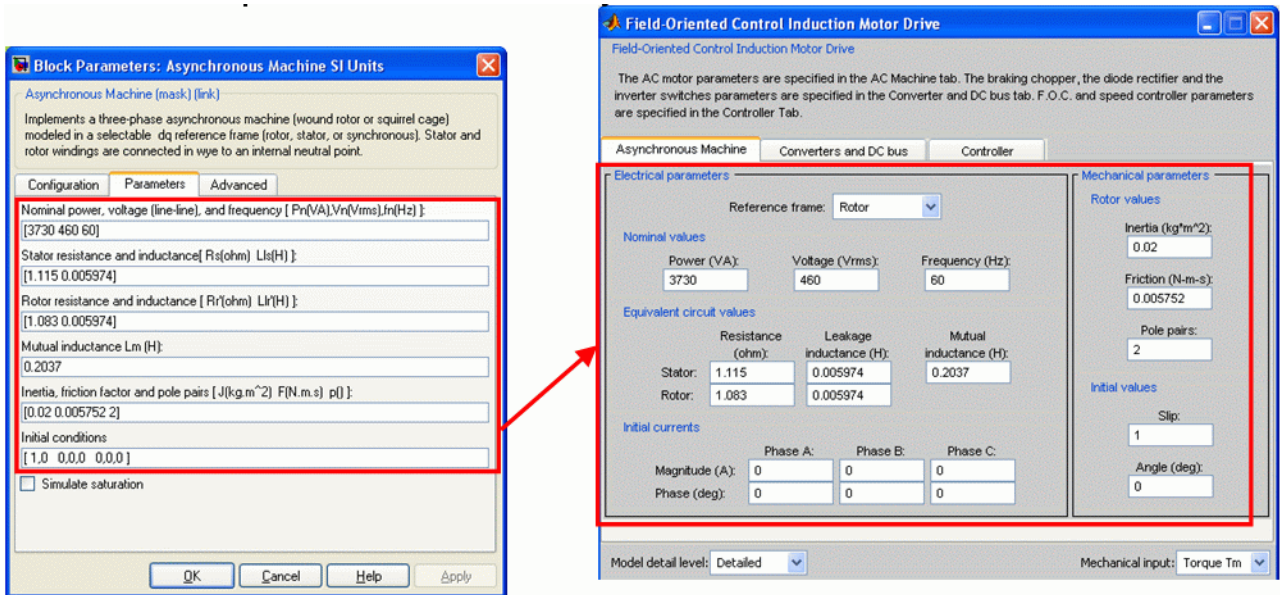 Block Parameters: Asynchronous Machine SI Units
Asynchronous Machine (mask) (link)
Implements a three-phase asynchronous machine (wound rotor or squirrel cage)
modeled in a selectable dq reference frame (rotor, stator, or synchronous). Stator and
rotor windings are connected in wye to an internal neutral point.
Configuration Parameters Advanced
Nominal power, voltage (line-line), and frequency [ Pn(VA),Vn(Vrms),fn(Hz) ]:
[3730 460 60]
Stator resistance and inductance[ Rs(ohm) Lls(H) ]:
[1.115 0.005974]
Rotor resistance and inductance [ Rr'(ohm) Llr'(H) ]:
[1.083 0.005974]
Mutual inductance Lm (H):
0.2037
Inertia, friction factor and pole pairs [ J(kg.m^2) F(N.m.s) p() ]:
[0.02 0.005752 2]
Initial conditions
[ 1,0 0,0,0 0,0,0 ]
Simulate saturation
OK Cancel Help Apply
Field-Oriented Control Induction Motor Drive
Field-Oriented Control Induction Motor Drive
The AC motor parameters are specified in the AC Machine tab. The braking chopper, the diode rectifier and the
inverter switches parameters are specified in the Converter and DC bus tab. F.O.C. and speed controller parameters
are specified in the Controller Tab.
Asynchronous Machine Converters and DC bus Controller
Electrical parameters
Reference frame: Rotor
Nominal values
Power (VA): Voltage (Vrms): Frequency (Hz):
3730 460 60
Equivalent circuit values
Resistance (ohm): Leakage inductance (H): Mutual inductance (H):
Stator: 1.115 0.005974 0.2037
Rotor: 1.083 0.005974
Initial currents
Phase A: Phase B: Phase C:
Magnitude (A): 0 0 0
Phase (deg): 0 0 0
Mechanical parameters
Rotor values
Inertia (kg*m^2):
0.02
Friction (N-m-s):
0.005752
Pole pairs:
2
Initial values
Slip:
1
Angle (deg):
0
Model detail level: Detailed
Mechanical input: Torque Tm